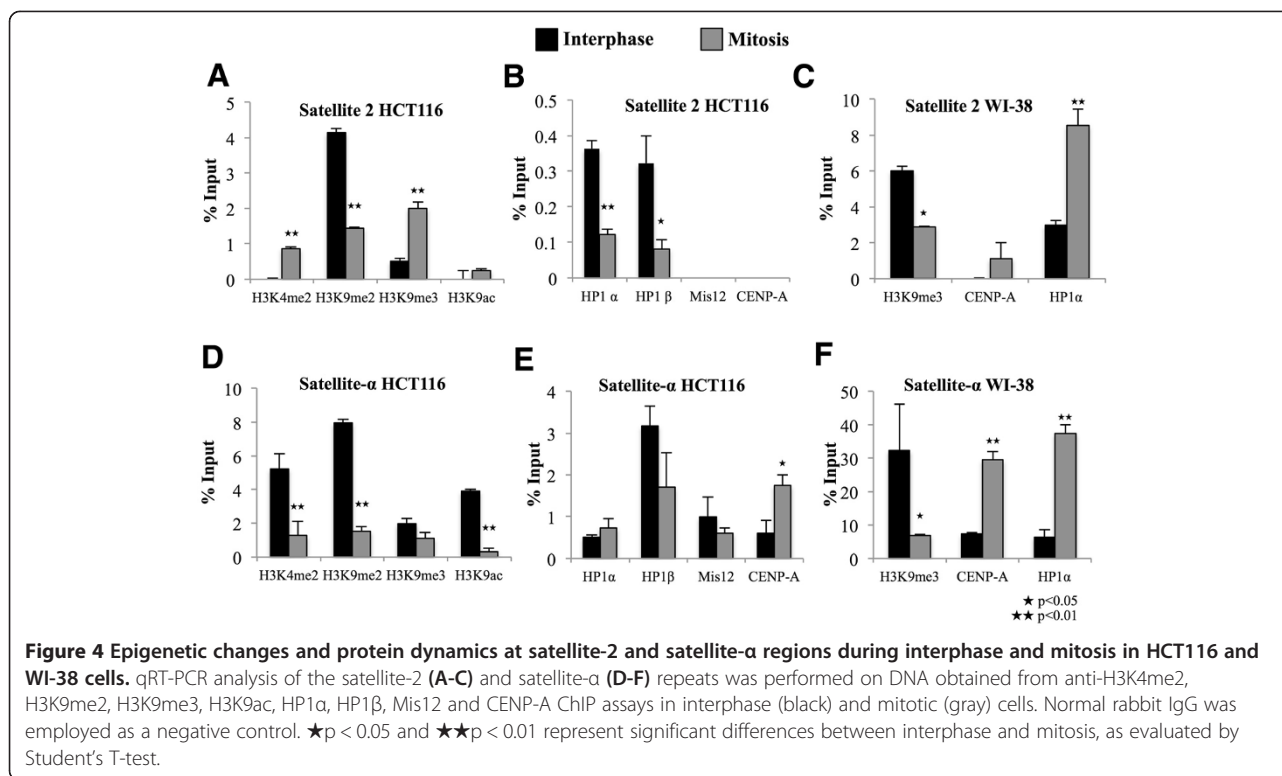 Interphase Mitosis
A
Satellite 2 HCT116
% Input
5
4
3
2
1
0
★★
★★
★★
H3K4me2 H3K9me2 H3K9me3 H3K9ac
B
Satellite 2 HCT116
% Input
0.5
0.4
0.3
0.2
0.1
0
★★
★
HP1 α HP1 β Mis12 CENP-A
C
Satellite 2 WI-38
% Input
10
8
6
4
2
0
★
★★
H3K9me3 CENP-A HP1α
D
Satellite-α HCT116
% Input
10
8
6
4
2
0
★★
★★
★★
H3K4me2 H3K9me2 H3K9me3 H3K9ac
E
Satellite-α HCT116
% Input
4
3
2
1
0
★
HP1α HP1β Mis12 CENP-A
F
Satellite-α WI-38
% Input
50
40
30
20
10
0
★
★★
★★
H3K9me3 CENP-A HP1α
★ p<0.05
★★ p<0.01
Figure 4 Epigenetic changes and protein dynamics at satellite-2 and satellite-α regions during interphase and mitosis in HCT116 and
WI-38 cells. qRT-PCR analysis of the satellite-2 (A-C) and satellite-α (D-F) repeats was performed on DNA obtained from anti-H3K4me2,
H3K9me2, H3K9me3, H3K9ac, HP1α, HP1β, Mis12 and CENP-A ChIP assays in interphase (black) and mitotic (gray) cells. Normal rabbit IgG was
employed as a negative control. ★p < 0.05 and ★★p < 0.01 represent significant differences between interphase and mitosis, as evaluated by
Student's T-test.